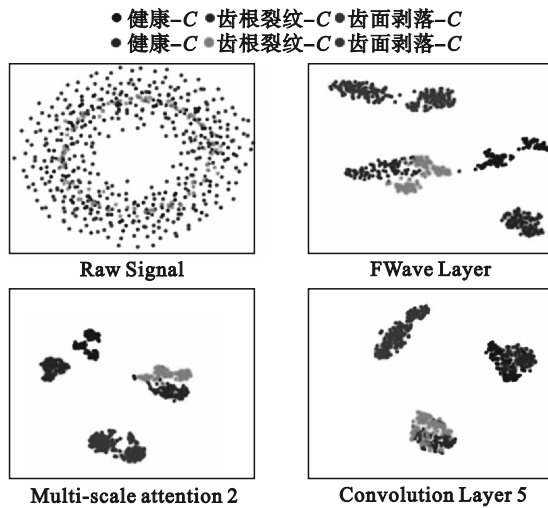 ● 健康-C ● 齿根裂纹-C ● 齿面剥落-C
● 健康-C ● 齿根裂纹-C ● 齿面剥落-C
Raw Signal
FWave Layer
Multi-scale attention 2
Convolution Layer 5